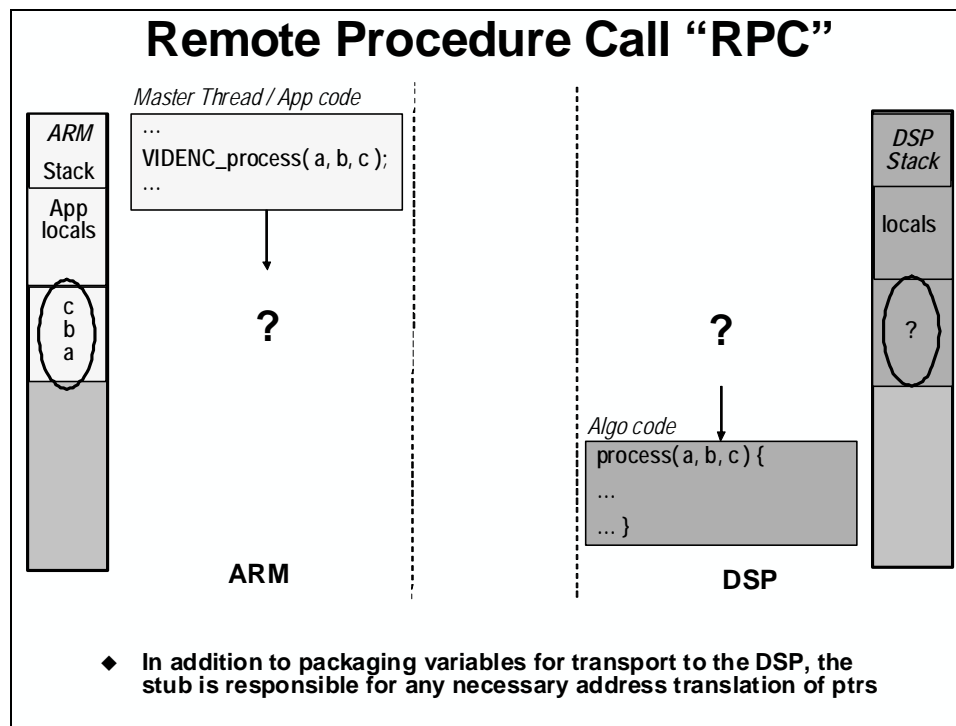 Remote Procedure Call “RPC”
Master Thread / App code
...
VIDENC_process( a, b, c );
...
ARM
Stack
App
locals
c
b
a
?
?
DSP
Stack
locals
?
Algo code
process( a, b, c ) {
...
... }
ARM
DSP
◆ In addition to packaging variables for transport to the DSP, the
stub is responsible for any necessary address translation of ptrs